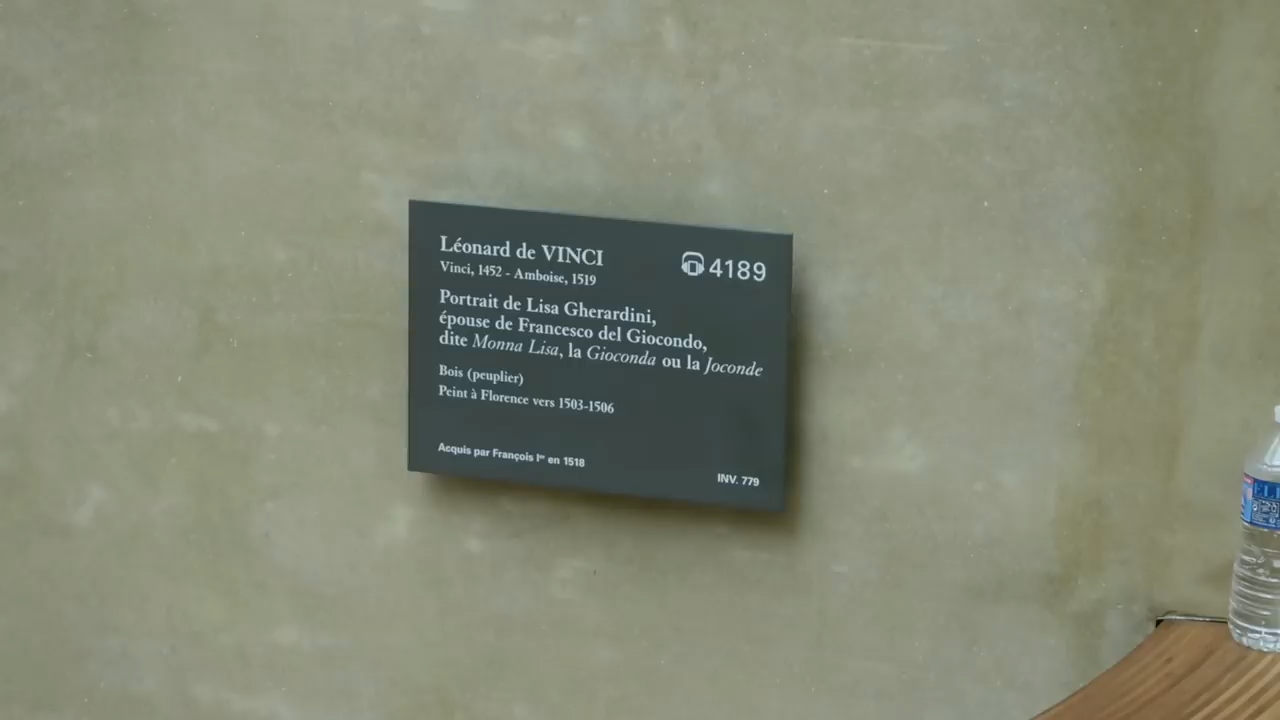 Léonard de VINCI
4189
Vinci, 1452 - Amboise, 1519
Portrait de Lisa Gherardini,
épouse de Francesco del Giocondo,
dite Monna Lisa, la Gioconda ou la Joconde
Bois (peuplier)
Peint à Florence vers 1503-1506
Acquis par François Ier en 1518
INV. 779